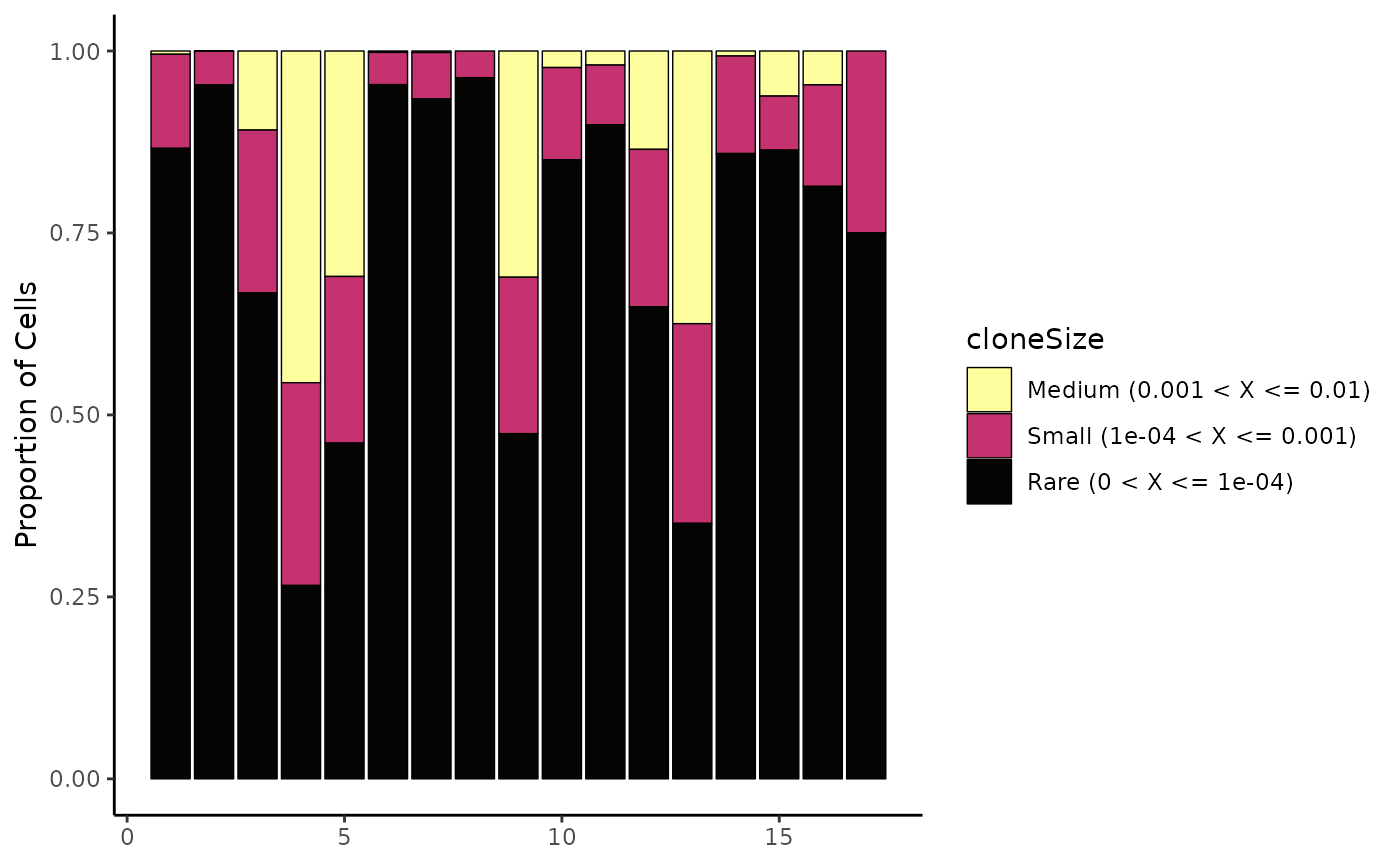 1.00
0.75
0.50
0.25
0.00
Proportion of Cells
0 5 10 15
cloneSize
Medium (0.001 < X <= 0.01)
Small (1e-04 < X <= 0.001)
Rare (0 < X <= 1e-04)